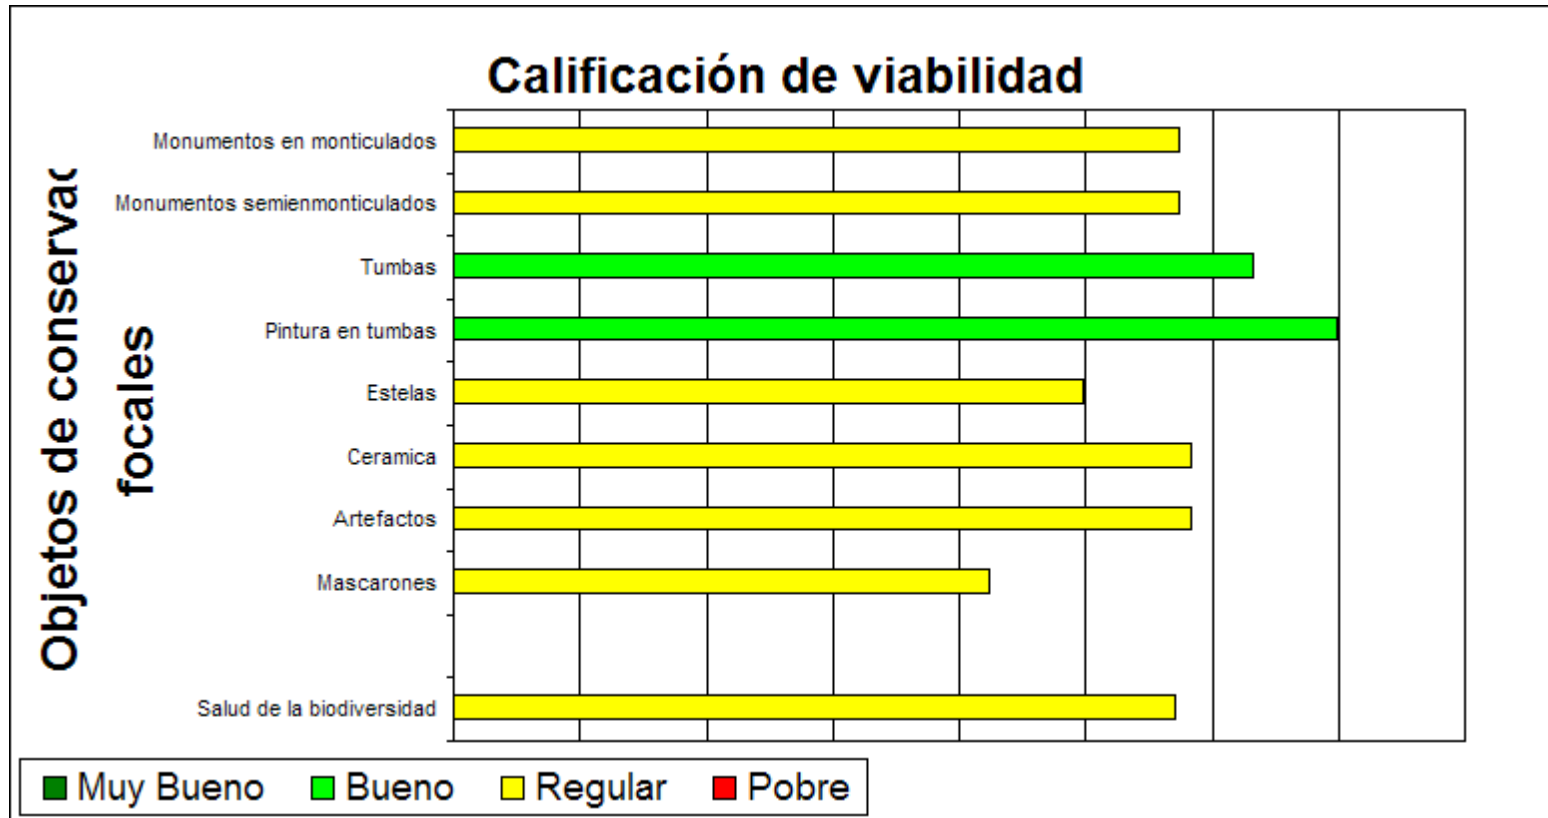 Calificación de viabilidad
Objetos de conservac
focales
Monumentos en monticulados
Monumentos semienmonticulados
Tumbas
Pintura en tumbas
Estelas
Ceramica
Artefactos
Mascarones
Salud de la biodiversidad
Muy Bueno Bueno Regular Pobre